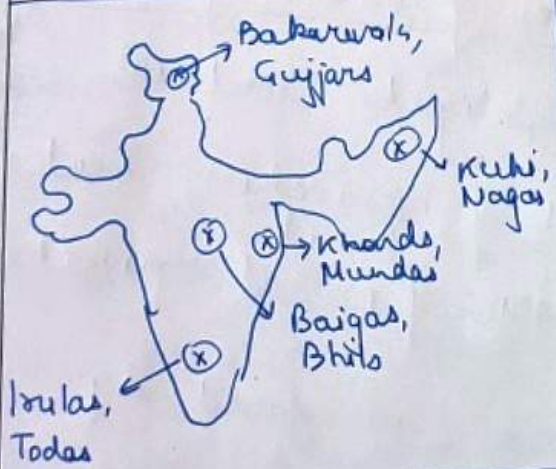 Bakarwals,
Gujjars
Kuki,
Nagas
Khonds,
Mundas
Baigas,
Bhils
Irulas,
Todas